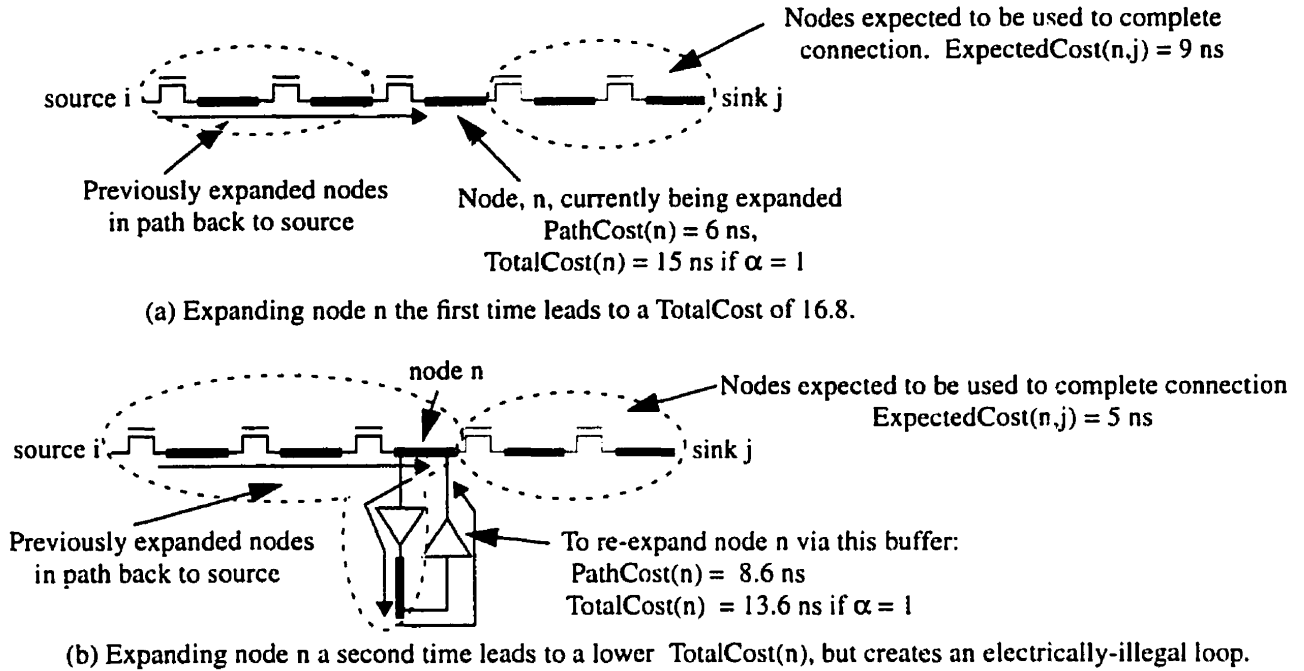 Nodes expected to be used to complete
connection. ExpectedCost(n,j) = 9 ns
source i
sink j
Previously expanded nodes
in path back to source
Node, n, currently being expanded
PathCost(n) = 6 ns,
TotalCost(n) = 15 ns if α = 1
(a) Expanding node n the first time leads to a TotalCost of 16.8.
node n
Nodes expected to be used to complete connection
ExpectedCost(n,j) = 5 ns
source i
sink j
Previously expanded nodes
in path back to source
To re-expand node n via this buffer:
PathCost(n) = 8.6 ns
TotalCost(n) = 13.6 ns if α = 1
(b) Expanding node n a second time leads to a lower TotalCost(n), but creates an electrically-illegal loop.